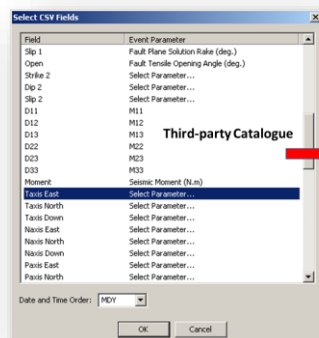 Select CSV Fields
Field Event Parameter
Slip 1 Fault Plane Solution Rake (deg.)
Open Fault Tensile Opening Angle (deg.)
Strike 2 Select Parameter...
Dip 2 Select Parameter...
Slip 2 Select Parameter...
D11 M11
D12 M12
D13 M13
D22 M22
D23 M23
D33 M33
Third-party Catalogue
Moment Seismic Moment (N.m)
Taxis East Select Parameter...
Taxis North Select Parameter...
Taxis Down Select Parameter...
Naxis East Select Parameter...
Naxis North Select Parameter...
Naxis Down Select Parameter...
Paxis East Select Parameter...
Paxis North Select Parameter...
Date and Time Order: MDY
OK Cancel